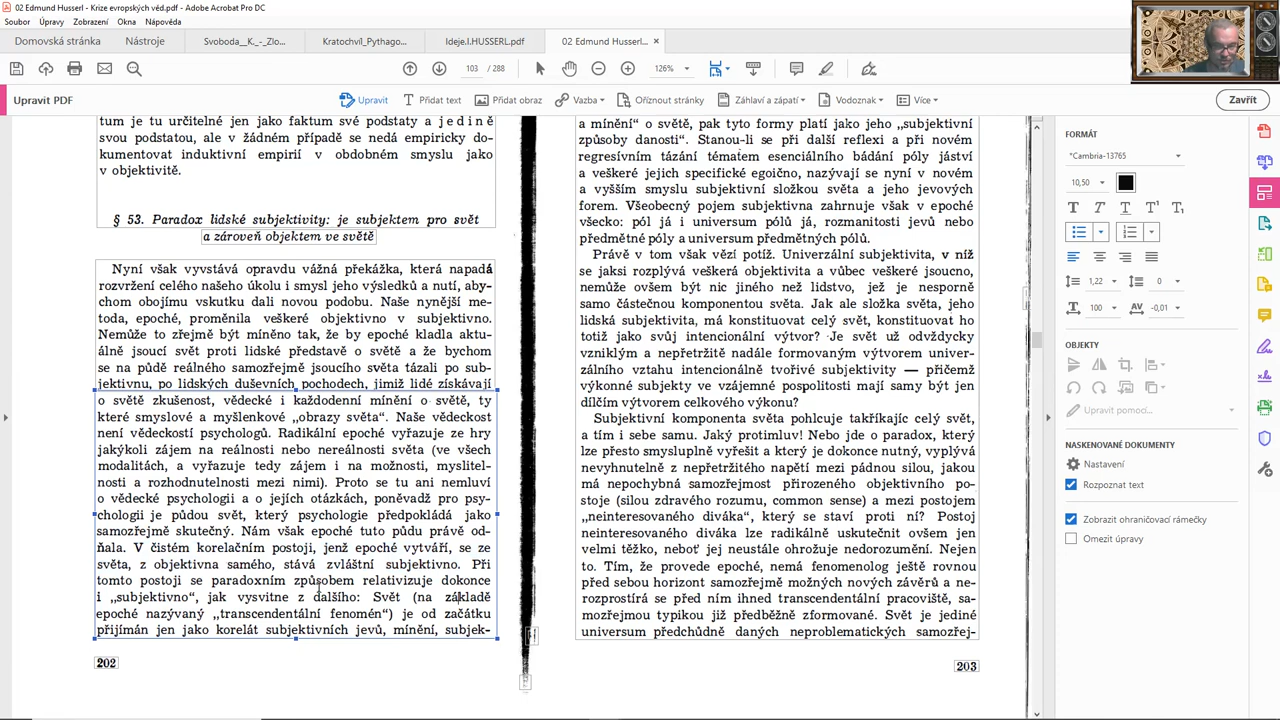 02 Edmund Husserl - Krize evropských věd.pdf - Adobe Acrobat Pro DC
Soubor Úpravy Zobrazení Okna Nápověda
Domovská stránka Nástroje Svoboda__K_-_Zlo... Kratochvíl_Pythago... Ideje.I.HUSSERL.pdf 02 Edmund Husserl... ×
103 / 288 126%
Upravit PDF Upravit Přidat text Přidat obraz Vazba Oříznout stránky Záhlaví a zápatí Vodoznak Více Zavřít
tum je tu určitelné jen jako faktum své podstaty a jedině
svou podstatou, ale v žádném případě se nedá empiricky do-
kumentovat induktivní empirií v obdobném smyslu jako
v objektivitě.
§ 53. Paradox lidské subjektivity: je subjektem pro svět
a zároveň objektem ve světě
Nyní však vyvstává opravdu vážná překážka, která napadá
rozvržení celého našeho úkolu i smysl jeho výsledků a nutí, aby-
chom obojímu vskutku dali novou podobu. Naše nynější me-
toda, epoché, proměnila veškeré objektivno v subjektivno.
Nemůže to zřejmě být míněno tak, že by epoché kladla aktu-
álně jsoucí svět proti lidské představě o světě a že bychom
se na půdě reálného samozřejmě jsoucího světa tázali po sub-
jektivnu, po lidských duševních pochodech, jimiž lidé získávají
o světě zkušenost, vědecké i každodenní mínění o světě, ty
které smyslové a myšlenkové „obrazy světa“. Naše vědeckost
není vědeckostí psychologů. Radikální epoché vyřazuje ze hry
jakýkoli zájem na reálnosti nebo nereálnosti světa (ve všech
modalitách, a vyřazuje tedy zájem i na možnosti, myslitel-
nosti a rozhodnutelnosti mezi nimi). Proto se tu ani nemluví
o vědecké psychologii a o jejích otázkách, poněvadž pro psy-
chologii je půdou svět, který psychologie předpokládá jako
samozřejmě skutečný. Nám však epoché tuto půdu právě od-
ňala. V čistém korelačním postoji, jenž epoché vytváří, se ze
světa, z objektivna samého, stává zvláštní subjektivno. Při
tomto postoji se paradoxním způsobem relativizuje dokonce
i „subjektivno“, jak vysvitne z dalšího: Svět (na základě
epoché nazývaný „transcendentální fenomén“) je od začátku
přijímán jen jako korelát subjektivních jevů, mínění, subjek-
202
a mínění“ o světě, pak tyto formy platí jako jeho „subjektivní
způsoby danosti“. Stanou-li se při další reflexi a při novém
regresívním tázání tématem esenciálního bádání póly jáství
a veškeré jejich specifické egoično, nazývají se nyní v novém
a vyšším smyslu subjektivní složkou světa a jeho jevových
forem. Všeobecný pojem subjektivna zahrnuje však v epoché
všecko: pól já i universum pólů já, rozmanitosti jevů nebo
předmětné póly a universum předmětných pólů.
Právě v tom však vězí potíž. Univerzální subjektivita, v níž
se jaksi rozplývá veškerá objektivita a vůbec veškeré jsoucno,
nemůže ovšem být nic jiného než lidstvo, jež je nesporně
samo částečnou komponentou světa. Jak ale složka světa, jeho
lidská subjektivita, má konstituovat celý svět, konstituovat ho
totiž jako svůj intencionální výtvor? Je svět už odvždycky
vzniklým a nepřetržitě nadále formovaným výtvorem univer-
zálního vztahu intencionálně tvořivé subjektivity — přičemž
výkonné subjekty ve vzájemné pospolitosti mají samy být jen
dílčím výtvorem celkového výkonu?
Subjektivní komponenta světa pohlcuje takříkajíc celý svět,
a tím i sebe samu. Jaký protimluv! Nebo jde o paradox, který
lze přesto smysluplně vyřešit a který je dokonce nutný, vyplývá
nevyhnutelně z nepřetržitého napětí mezi pádnou silou, jakou
má nepochybná samozřejmost přirozeného objektivního po-
stoje (silou zdravého rozumu, common sense) a mezi postojem
„neinteresovaného diváka“, který se staví proti ní? Postoj
neinteresovaného diváka lze radikálně uskutečnit ovšem jen
velmi těžko, neboť jej neustále ohrožuje nedorozumění. Nejen
to. Tím, že provede epoché, nemá fenomenolog ještě rovnou
před sebou horizont samozřejmě možných nových závěrů a ne-
rozprostírá se před ním ihned transcendentální pracoviště, sa-
mozřejmou typikou již předběžně zformované. Svět je jediné
universum předchůdně daných neproblematických samozřej-
203
FORMÁT
*Cambria-13765
10,50
1,22 0
100 -0,01
OBJEKTY
Upravit pomocí...
NASKENOVANÉ DOKUMENTY
Nastavení
Rozpoznat text
Zobrazit ohraničovací rámečky
Omezit úpravy